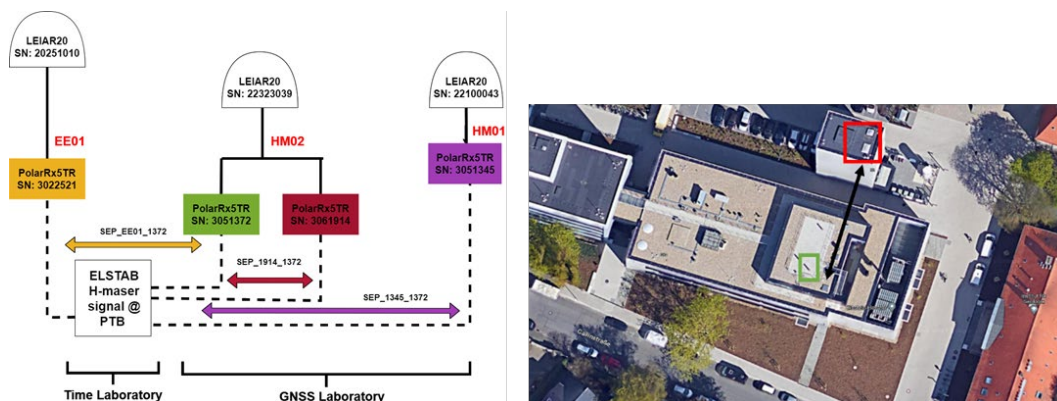 LEIAR20
SN: 20251010
LEIAR20
SN: 22323039
LEIAR20
SN: 22100043
EE01
HM02
HM01
PolarRx5TR
SN: 3022521
PolarRx5TR
SN: 3051372
PolarRx5TR
SN: 3061914
PolarRx5TR
SN: 3051345
SEP_EE01_1372
SEP_1914_1372
SEP_1345_1372
ELSTAB
H-maser
signal @
PTB
Time Laboratory
GNSS Laboratory